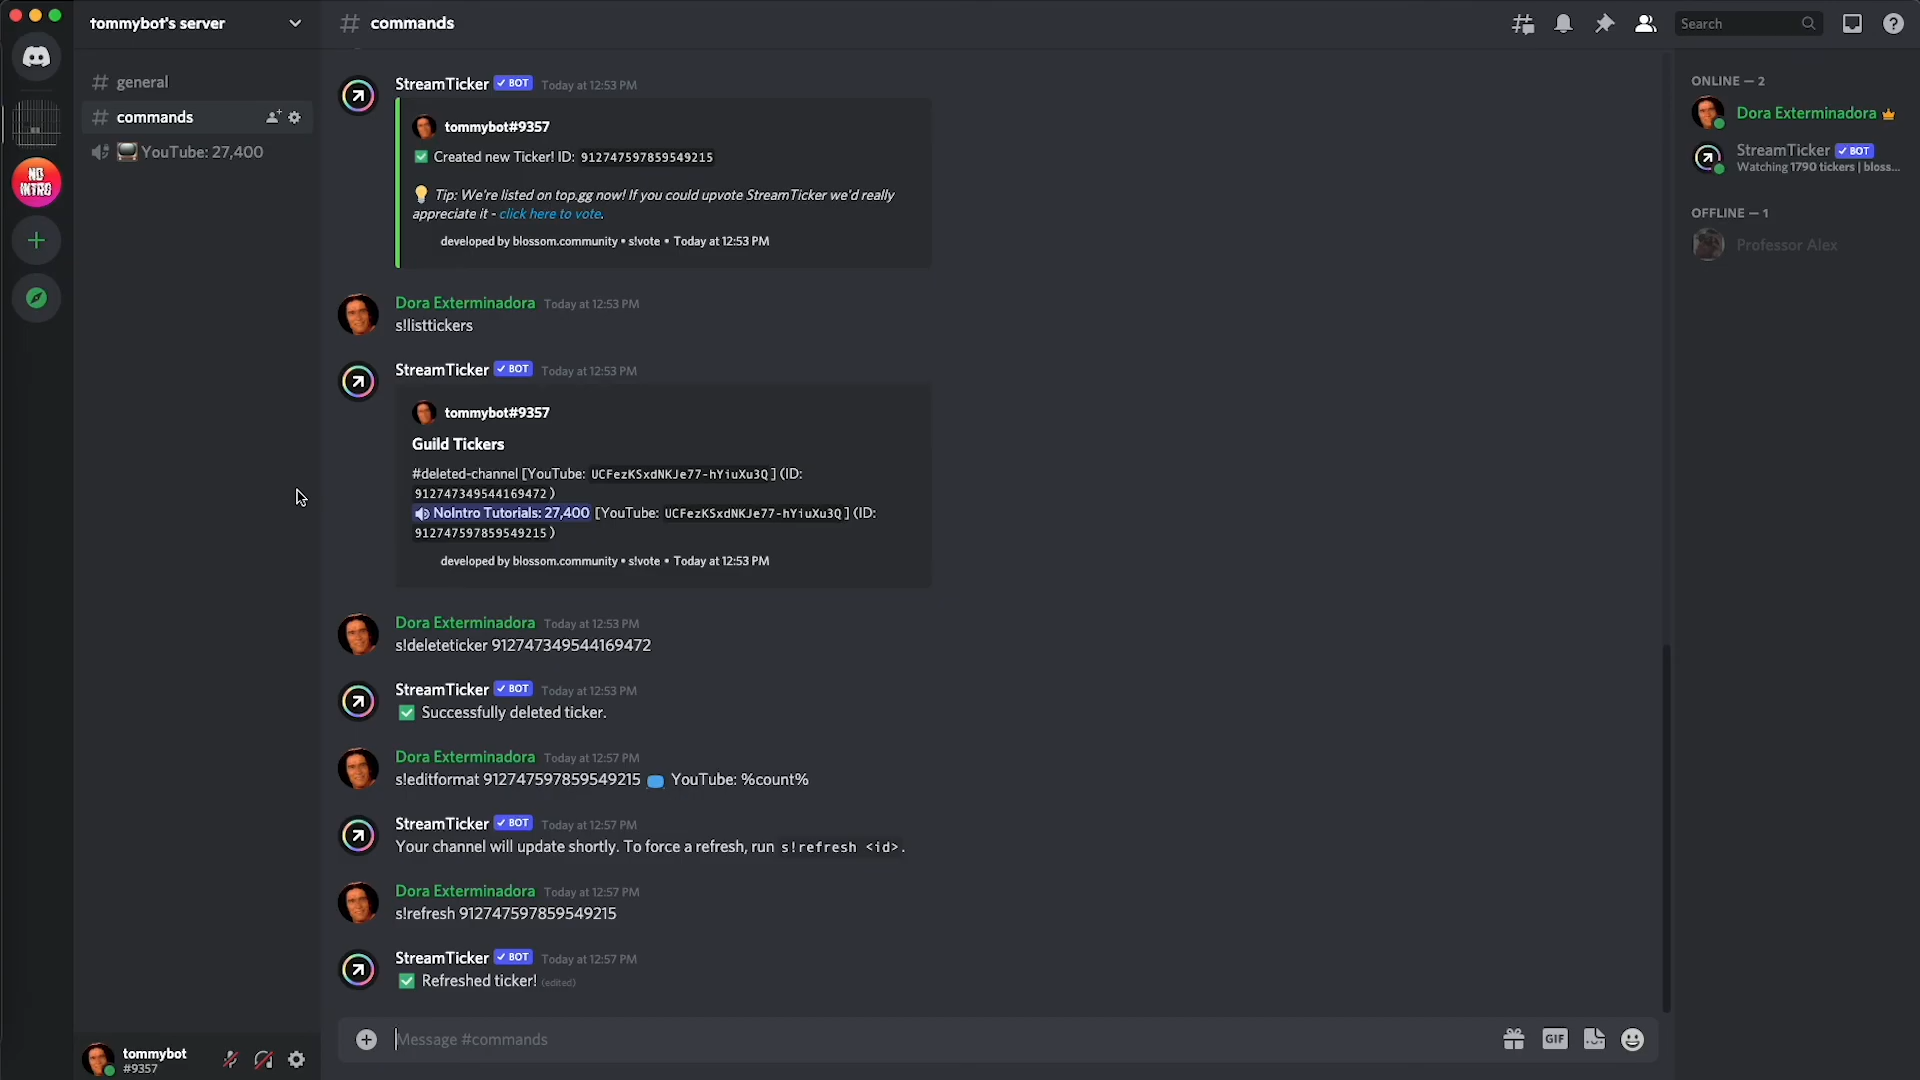 tommybot's server
# commands
Search
# general
# commands
YouTube: 27,400
NO
INTRO
StreamTicker ✓ BOT Today at 12:53 PM
tommybot#9357
✅ Created new Ticker! ID: 912747597859549215
💡 Tip: We're listed on top.gg now! If you could upvote StreamTicker we'd really
appreciate it - click here to vote.
developed by blossom.community • s!vote • Today at 12:53 PM
Dora Exterminadora Today at 12:53 PM
s!listtickers
StreamTicker ✓ BOT Today at 12:53 PM
tommybot#9357
Guild Tickers
#deleted-channel [YouTube: UCFezKSxdNKJe77-hYiuXu3Q] (ID:
912747349544169472)
NoIntro Tutorials: 27,400 [YouTube: UCFezKSxdNKJe77-hYiuXu3Q] (ID:
912747597859549215)
developed by blossom.community • s!vote • Today at 12:53 PM
Dora Exterminadora Today at 12:53 PM
s!deleteticker 912747349544169472
StreamTicker ✓ BOT Today at 12:53 PM
✅ Successfully deleted ticker.
Dora Exterminadora Today at 12:57 PM
s!editformat 912747597859549215 YouTube: %count%
StreamTicker ✓ BOT Today at 12:57 PM
Your channel will update shortly. To force a refresh, run s!refresh <id>.
Dora Exterminadora Today at 12:57 PM
s!refresh 912747597859549215
StreamTicker ✓ BOT Today at 12:57 PM
✅ Refreshed ticker! (edited)
Message #commands
GIF
tommybot
#9357
ONLINE — 2
Dora Exterminadora
StreamTicker ✓ BOT
Watching 1790 tickers | bloss...
OFFLINE — 1
Professor Alex